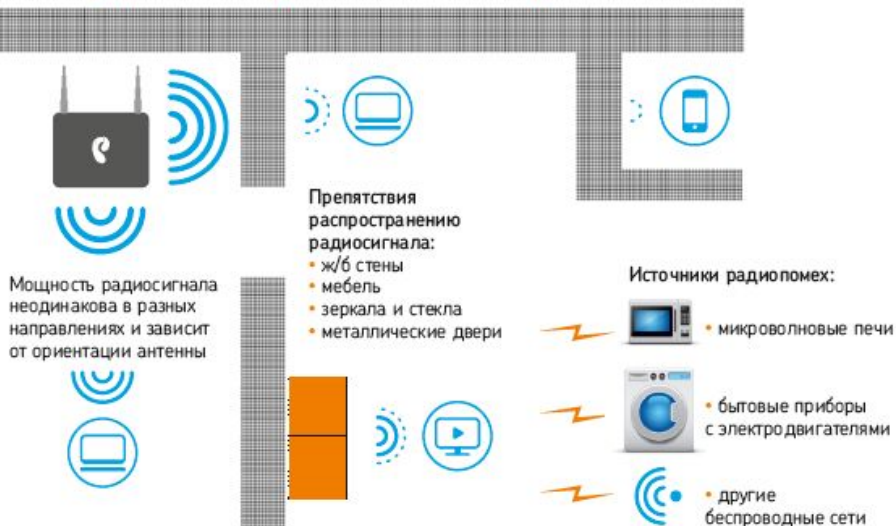 Мощность радиосигнала
неодинакова в разных
направлениях и зависит
от ориентации антенны
Препятствия
распространению
радиосигнала:
• ж/б стены
• мебель
• зеркала и стекла
• металлические двери
Источники радиопомех:
• микроволновые печи
• бытовые приборы
с электродвигателями
• другие
беспроводные сети